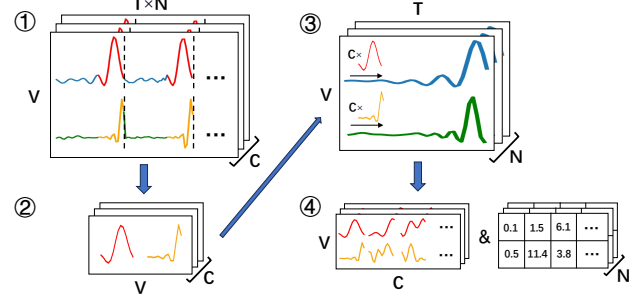 T×N
①
V
...
...
C
②
V
C
③
T
C×
V
C×
N
④
V
...
...
C
&
0.1 1.5 6.1 ...
0.5 11.4 3.8 ...
N